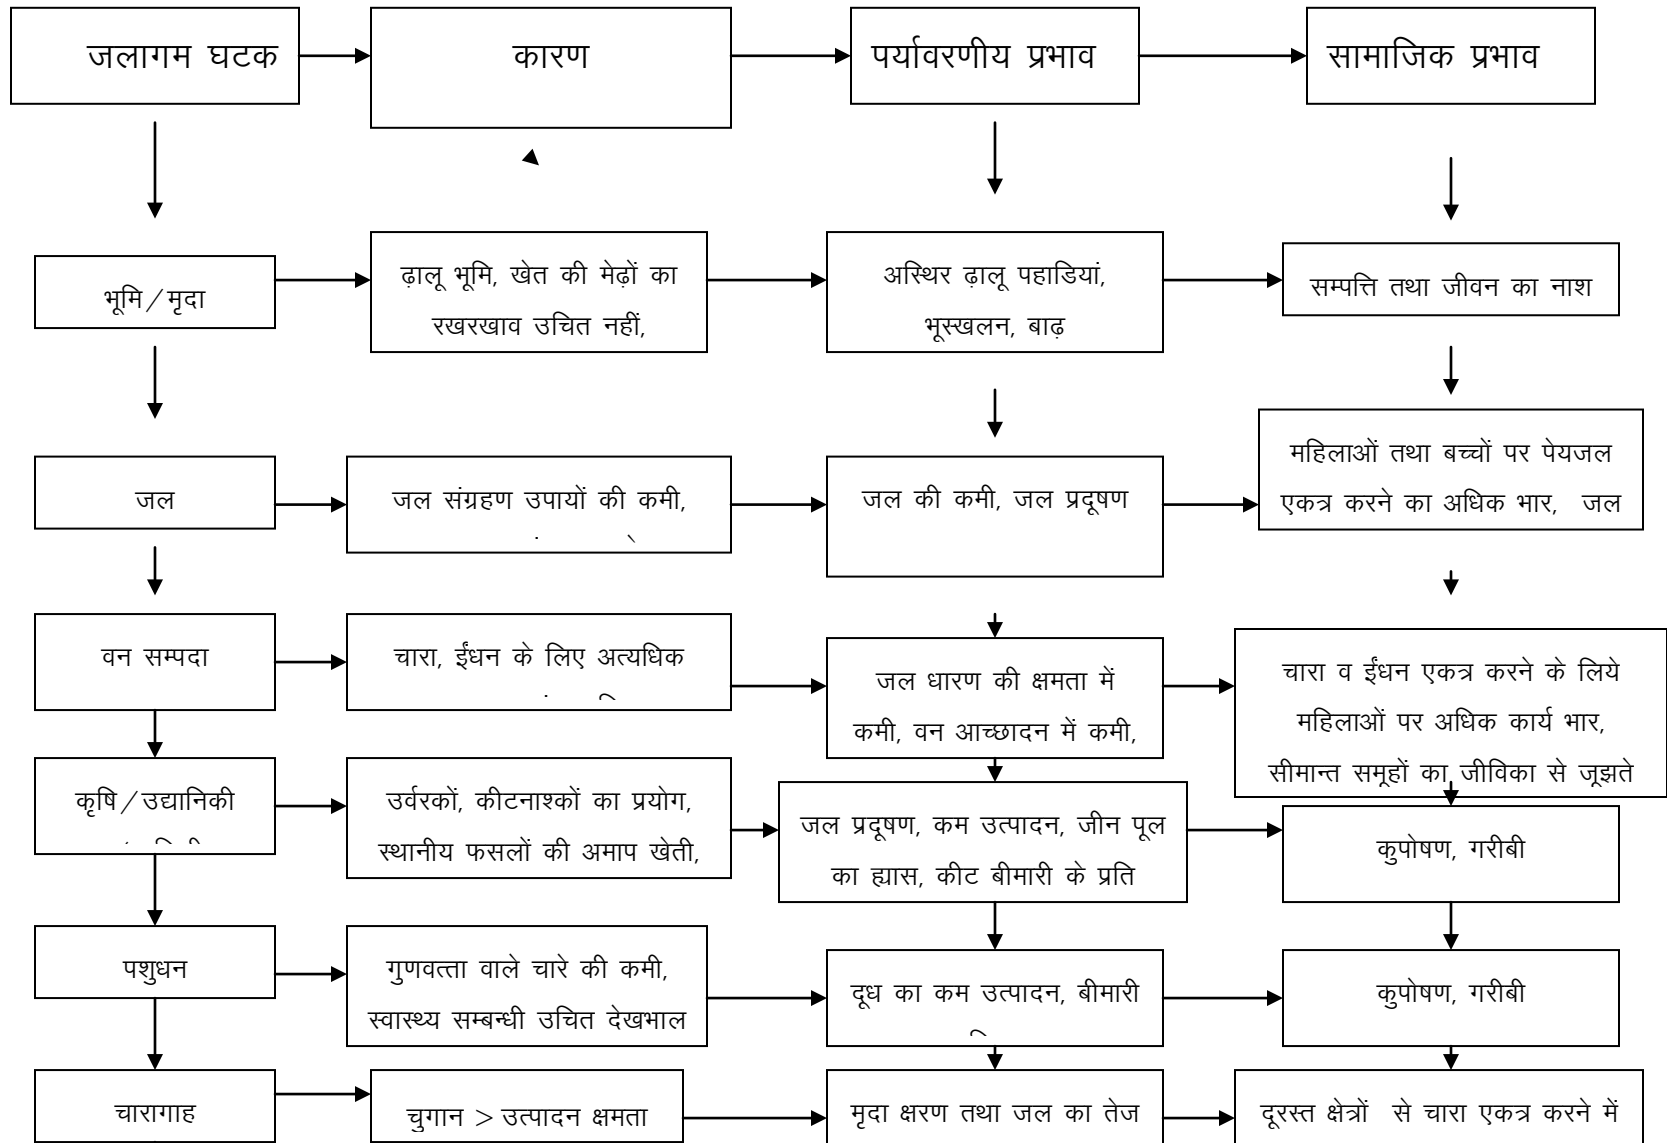 जलागम घटक
कारण
पर्यावरणीय प्रभाव
सामाजिक प्रभाव
भूमि/मृदा
ढ़ालू भूमि, खेत की मेढ़ों का
रखरखाव उचित नहीं,
अस्थिर ढ़ालू पहाडियां,
भूस्खलन, बाढ़
सम्पत्ति तथा जीवन का नाश
जल
जल संग्रहण उपायों की कमी,
जल की कमी, जल प्रदूषण
महिलाओं तथा बच्चों पर पेयजल
एकत्र करने का अधिक भार, जल
वन सम्पदा
चारा, ईंधन के लिए अत्यधिक
जल धारण की क्षमता में
कमी, वन आच्छादन में कमी,
चारा व ईंधन एकत्र करने के लिये
महिलाओं पर अधिक कार्य भार,
सीमान्त समूहों का जीविका से जूझते
कृषि/उद्यानिकी
उर्वरकों, कीटनाश्कों का प्रयोग,
स्थानीय फसलों की अमाप खेती,
जल प्रदूषण, कम उत्पादन, जीन पूल
का ह्यास, कीट बीमारी के प्रति
कुपोषण, गरीबी
पशुधन
गुणवत्ता वाले चारे की कमी,
स्वास्थ्य सम्बन्धी उचित देखभाल
दूध का कम उत्पादन, बीमारी
कुपोषण, गरीबी
चारागाह
चुगान > उत्पादन क्षमता
मृदा क्षरण तथा जल का तेज
दूरस्त क्षेत्रों से चारा एकत्र करने में